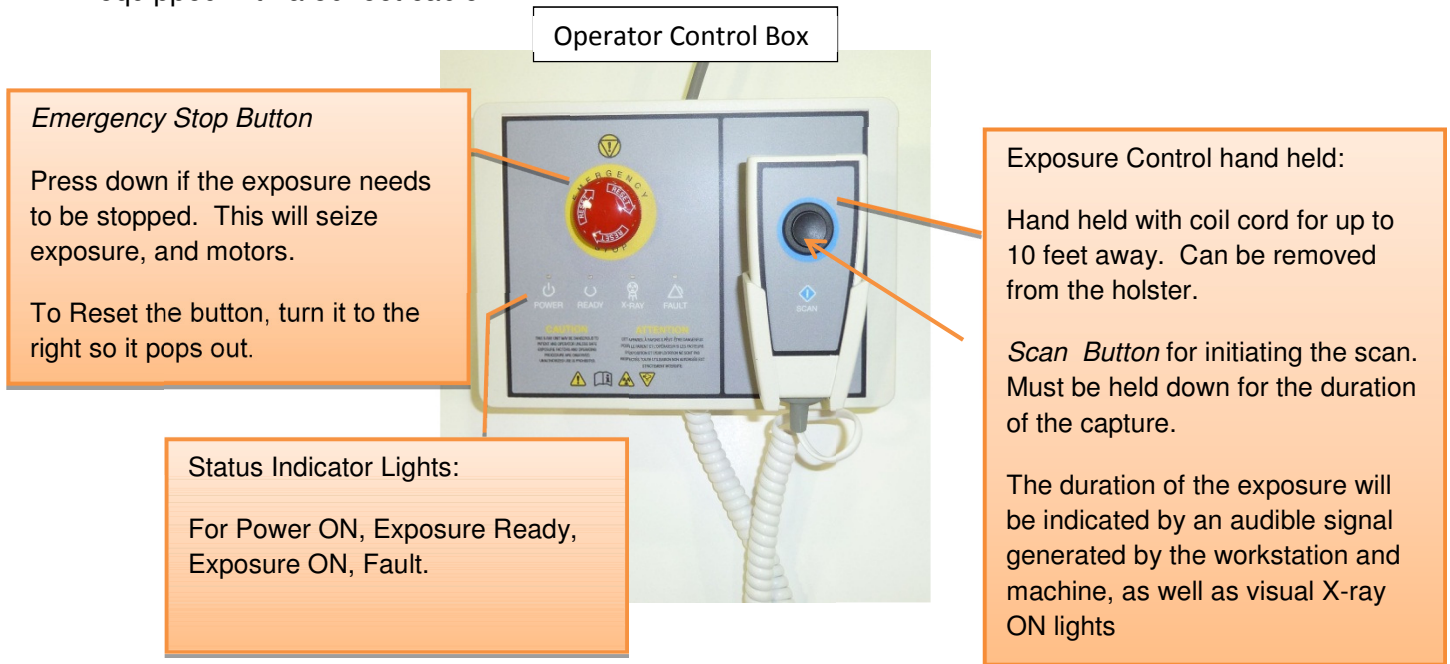 Operator Control Box
Emergency Stop Button
Press down if the exposure needs
to be stopped. This will seize
exposure, and motors.
To Reset the button, turn it to the
right so it pops out.
EMERGENCY
RESET
RESET
RESET
STOP
POWER READY X-RAY FAULT
CAUTION
ATTENTION
SCAN
Status Indicator Lights:
For Power ON, Exposure Ready,
Exposure ON, Fault.
Exposure Control hand held:
Hand held with coil cord for up to
10 feet away. Can be removed
from the holster.
Scan Button for initiating the scan.
Must be held down for the duration
of the capture.
The duration of the exposure will
be indicated by an audible signal
generated by the workstation and
machine, as well as visual X-ray
ON lights